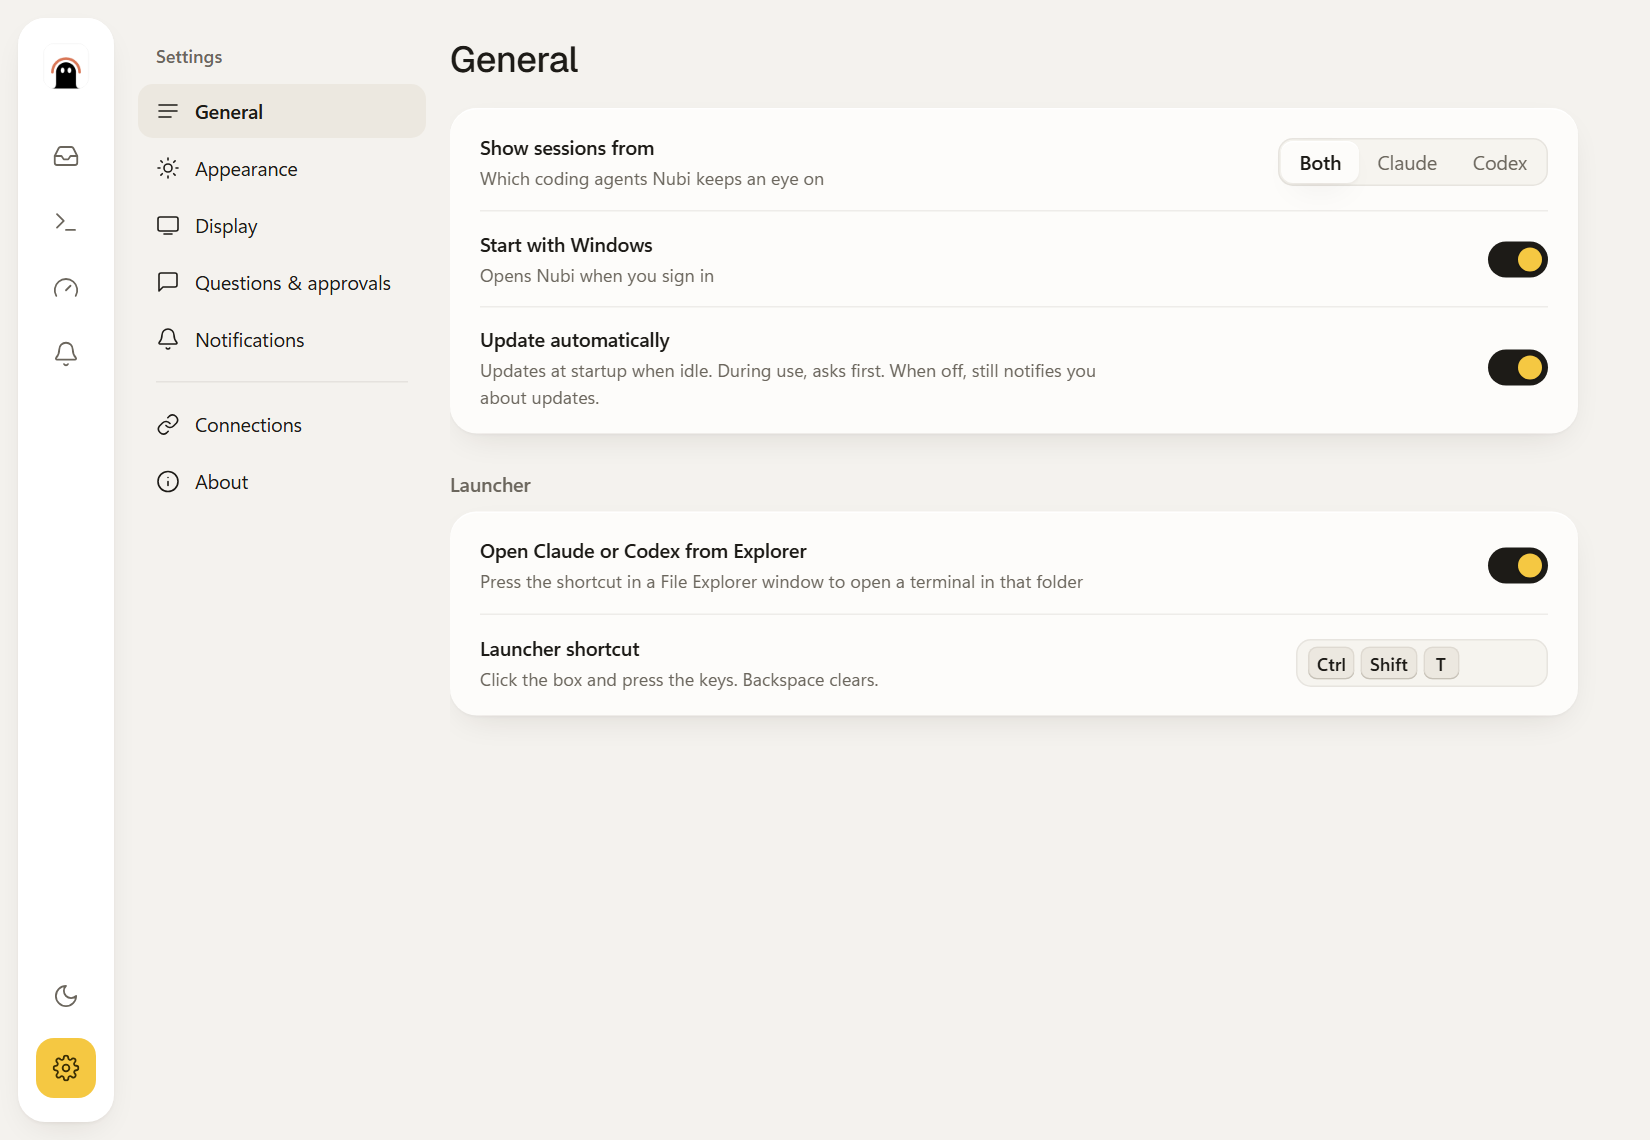 Settings
General
Appearance
Display
Questions & approvals
Notifications
Connections
About
General
Show sessions from
Which coding agents Nubi keeps an eye on
Both Claude Codex
Start with Windows
Opens Nubi when you sign in
Update automatically
Updates at startup when idle. During use, asks first. When off, still notifies you
about updates.
Launcher
Open Claude or Codex from Explorer
Press the shortcut in a File Explorer window to open a terminal in that folder
Launcher shortcut
Click the box and press the keys. Backspace clears.
Ctrl Shift T